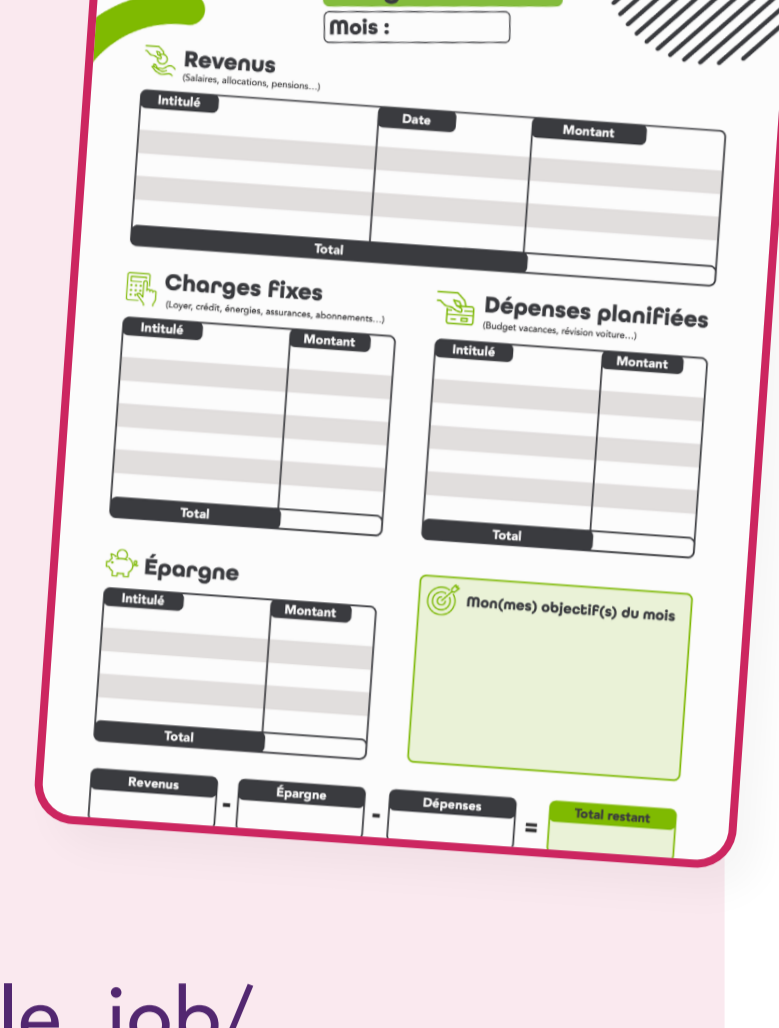 Mois :
Revenus
(Salaires, allocations, pensions...)
Intitulé Date Montant
Total
Charges fixes
(Loyer, crédit, énergies, assurances, abonnements...)
Intitulé Montant
Total
Dépenses planifiées
(Budget vacances, révision voiture...)
Intitulé Montant
Total
Épargne
Intitulé Montant
Total
Mon(mes) objectif(s) du mois
Revenus - Épargne - Dépenses = Total restant